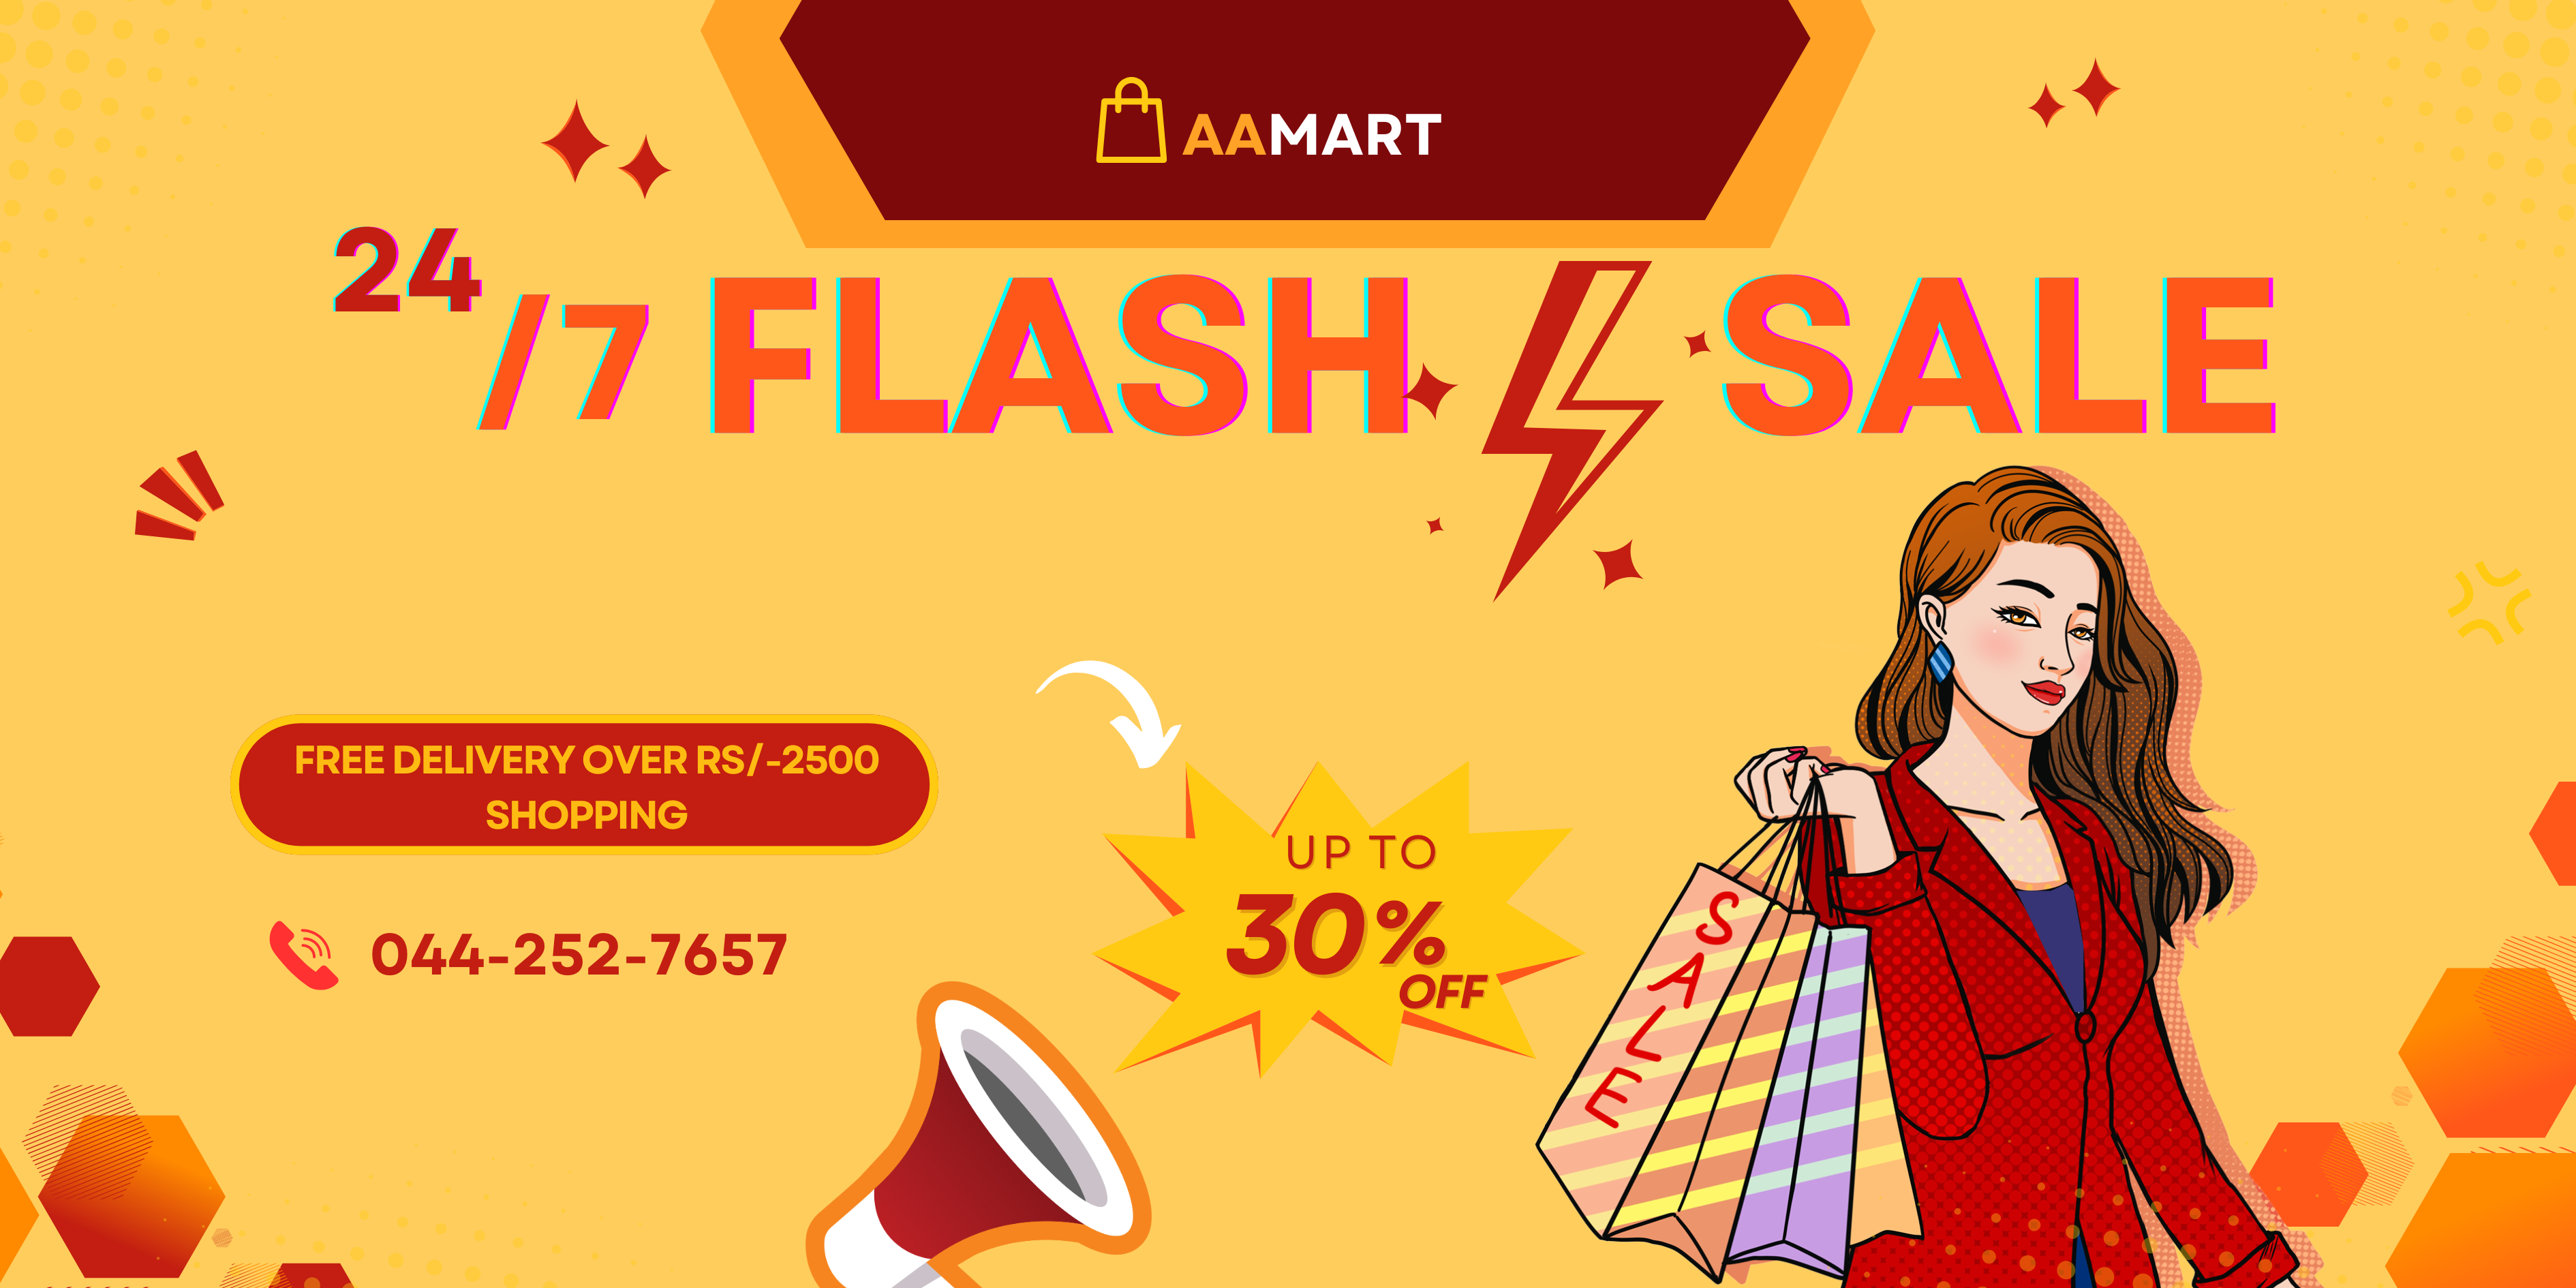 AAMART
24/7 FLASH SALE
FREE DELIVERY OVER RS/-2500
SHOPPING
044-252-7657
UP TO
30%
OFF
SALE